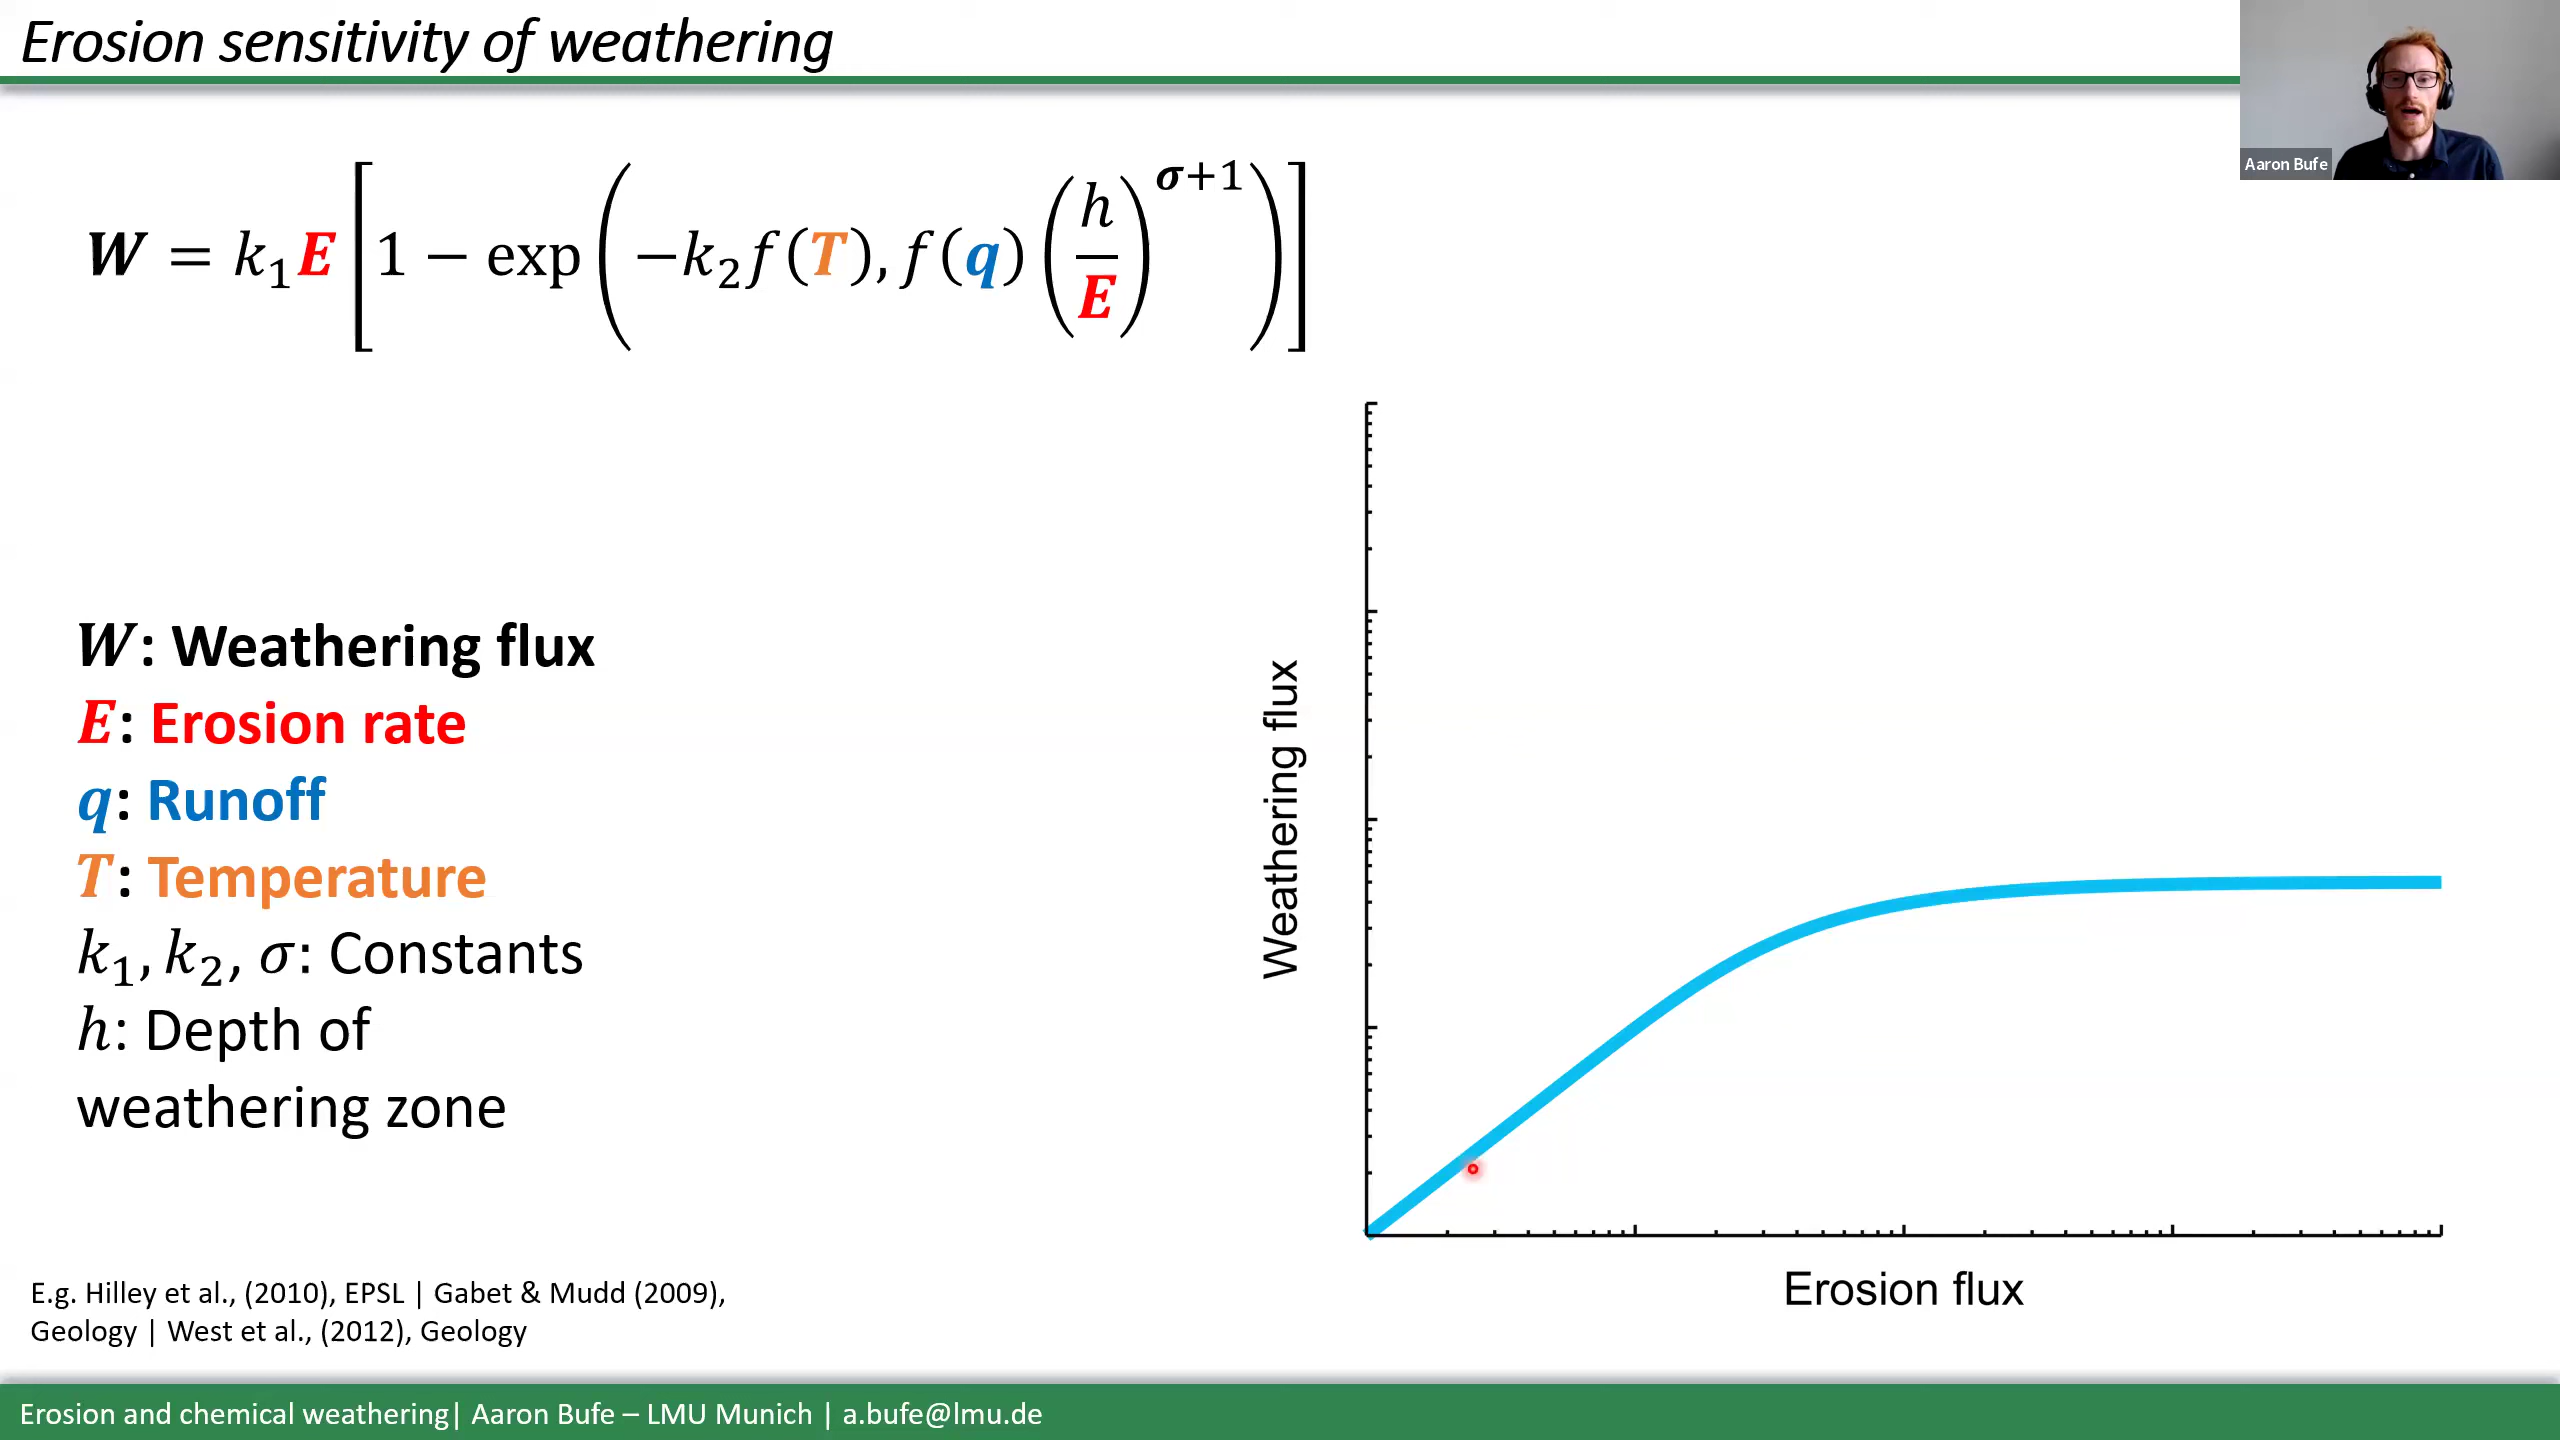 Erosion sensitivity of weathering
Aaron Bufe
W = k₁E [1 − exp (−k₂f(T), f(q) (h/E)^(σ+1))]
W: Weathering flux
E: Erosion rate
q: Runoff
T: Temperature
k₁, k₂, σ: Constants
h: Depth of
weathering zone
Weathering flux
Erosion flux
E.g. Hilley et al., (2010), EPSL | Gabet & Mudd (2009),
Geology | West et al., (2012), Geology
Erosion and chemical weathering| Aaron Bufe – LMU Munich | a.bufe@lmu.de